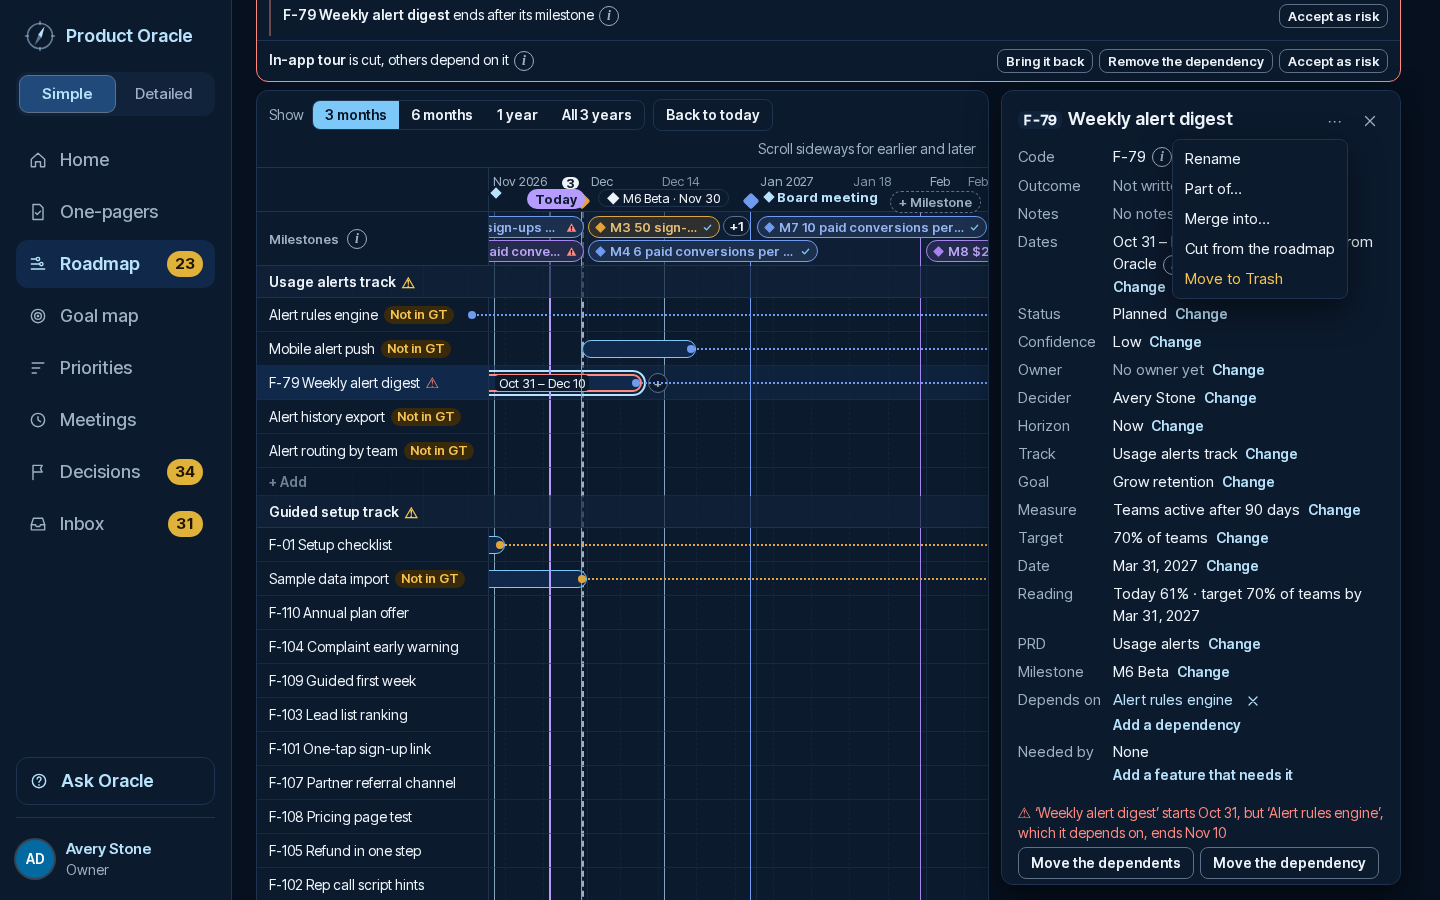 Product Oracle
Simple
Detailed
Home
One-pagers
Roadmap
23
Goal map
Priorities
Meetings
Decisions
34
Inbox
31
Ask Oracle
AD
Avery Stone
Owner
F-79 Weekly alert digest ends after its milestone i
Accept as risk
In-app tour is cut, others depend on it i
Bring it back
Remove the dependency
Accept as risk
Show
3 months
6 months
1 year
All 3 years
Back to today
Scroll sideways for earlier and later
Nov 2026
3
Dec
Dec 14
Jan 2027
Jan 18
Feb
Feb
Today
M6 Beta · Nov 30
Board meeting
+ Milestone
Milestones i
sign-ups ...
M3 50 sign-...
+1
M7 10 paid conversions per...
aid conve...
M4 6 paid conversions per ...
M8 $2
Usage alerts track
Alert rules engine Not in GT
Mobile alert push Not in GT
F-79 Weekly alert digest
Oct 31 – Dec 10
Alert history export Not in GT
Alert routing by team Not in GT
+ Add
Guided setup track
F-01 Setup checklist
Sample data import Not in GT
F-110 Annual plan offer
F-104 Complaint early warning
F-109 Guided first week
F-103 Lead list ranking
F-101 One-tap sign-up link
F-107 Partner referral channel
F-108 Pricing page test
F-105 Refund in one step
F-102 Rep call script hints
F-79 Weekly alert digest
...
Rename
Part of...
Merge into...
Cut from the roadmap
Move to Trash
Code F-79 i
Outcome Not writt
Notes No notes
Dates Oct 31 – rom
Oracle
Change
Status Planned Change
Confidence Low Change
Owner No owner yet Change
Decider Avery Stone Change
Horizon Now Change
Track Usage alerts track Change
Goal Grow retention Change
Measure Teams active after 90 days Change
Target 70% of teams Change
Date Mar 31, 2027 Change
Reading Today 61% · target 70% of teams by
Mar 31, 2027
PRD Usage alerts Change
Milestone M6 Beta Change
Depends on Alert rules engine
Add a dependency
Needed by None
Add a feature that needs it
‘Weekly alert digest’ starts Oct 31, but ‘Alert rules engine’,
which it depends on, ends Nov 10
Move the dependents
Move the dependency